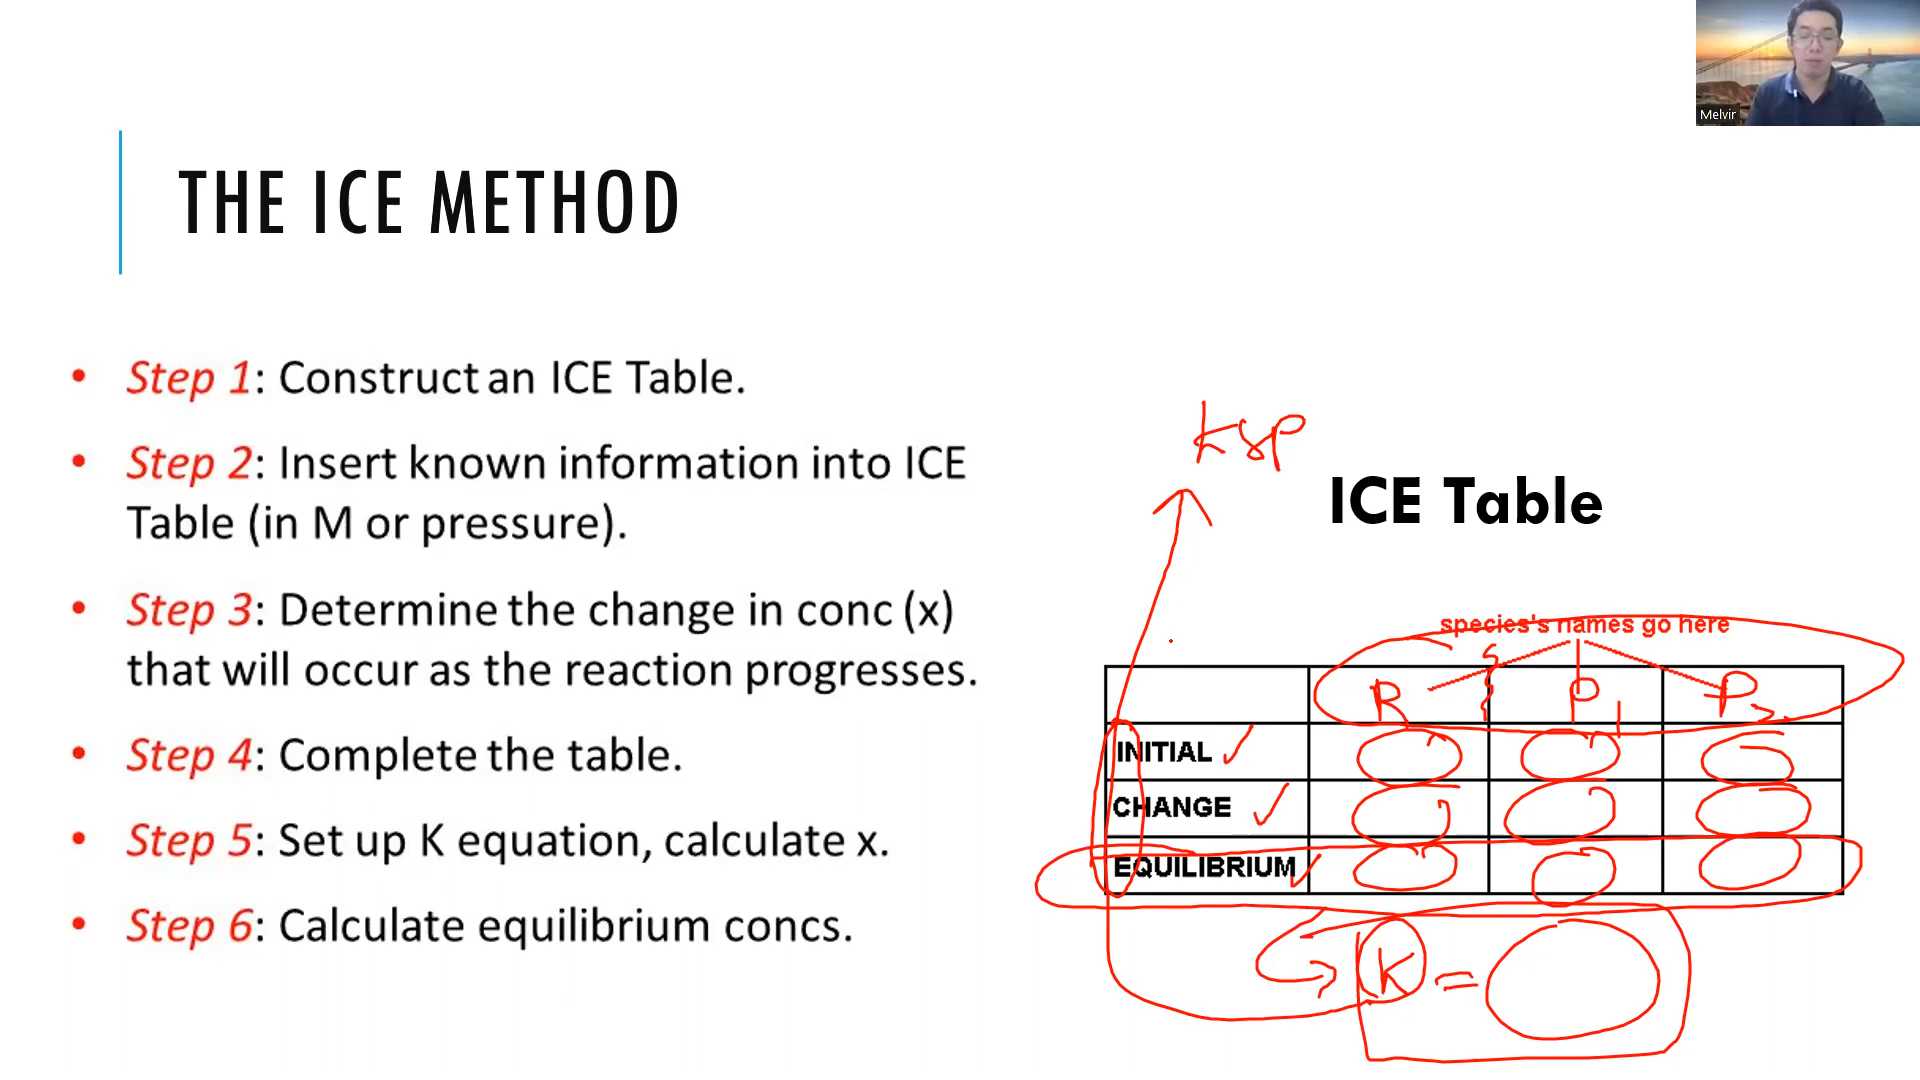 Melvir
THE ICE METHOD
• Step 1: Construct an ICE Table.
• Step 2: Insert known information into ICE
Table (in M or pressure).
• Step 3: Determine the change in conc (x)
that will occur as the reaction progresses.
• Step 4: Complete the table.
• Step 5: Set up K equation, calculate x.
• Step 6: Calculate equilibrium concs.
Ksp
ICE Table
species's names go here
R P1 P2
INITIAL ✓
CHANGE ✓
EQUILIBRIUM ✓
K =